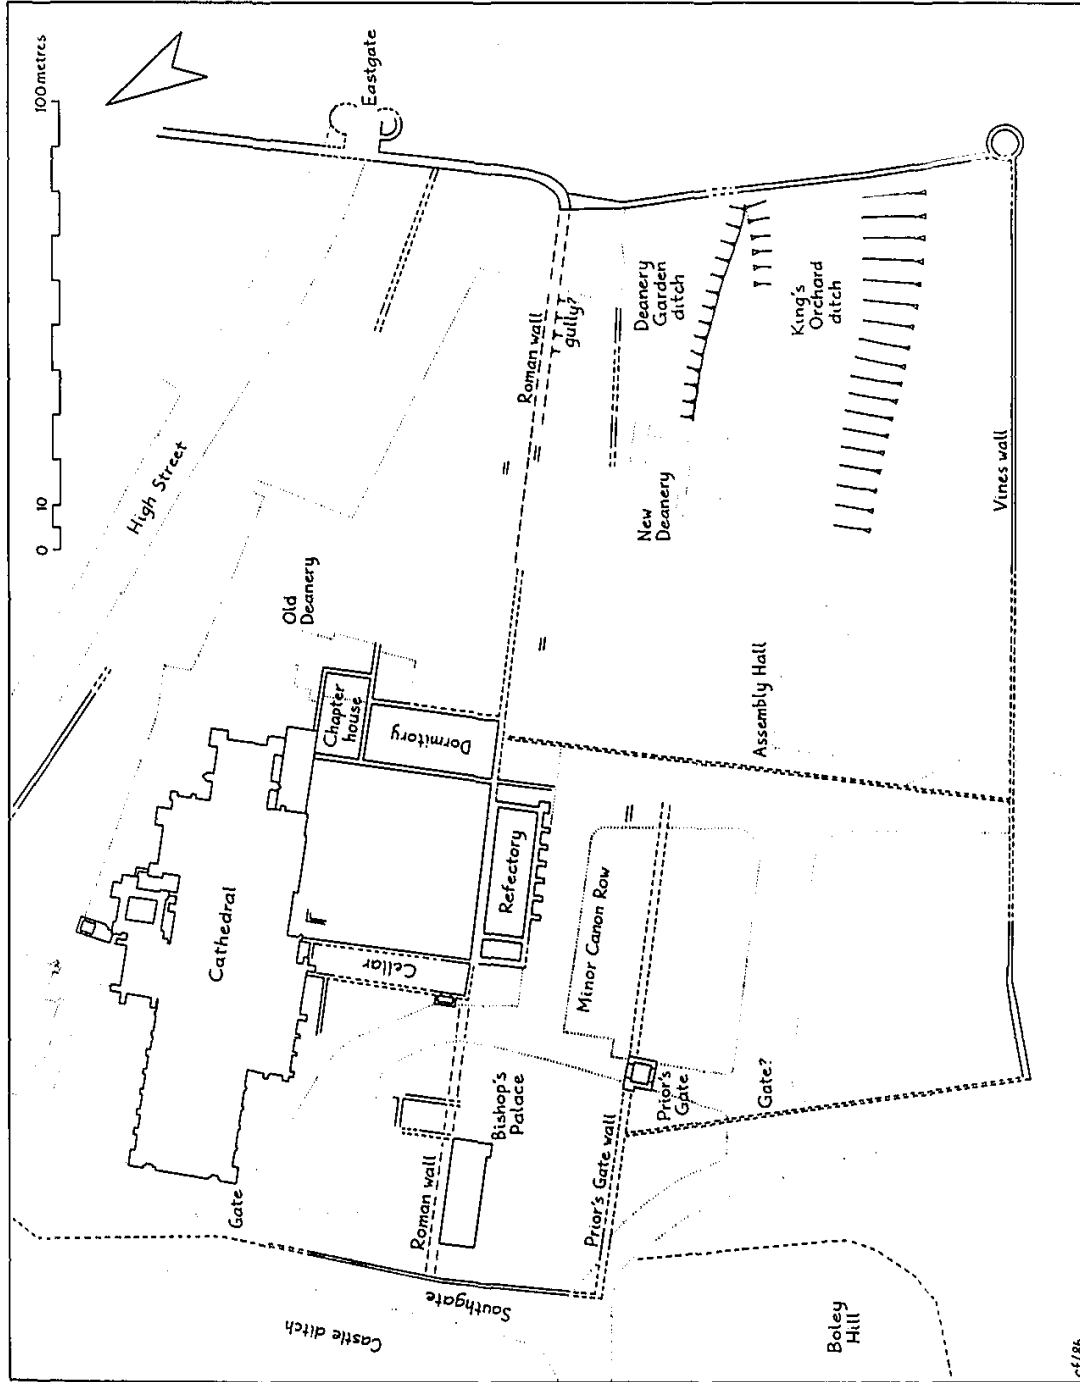 100 metres
10
0
Eastgate
High Street
Old
Deanery
Roman wall
gully?
Deanery
Garden
ditch
King's
Orchard
ditch
New
Deanery
Vines wall
Chapter
house
Dormitory
Assembly Hall
Cathedral
Refectory
Cellar
Minor Canon Row
Bishop's
Palace
Prior's
Gate
Gate?
Gate
Roman wall
Prior's Gate wall
Southgate
Castle ditch
Boley
Hill
cf/86